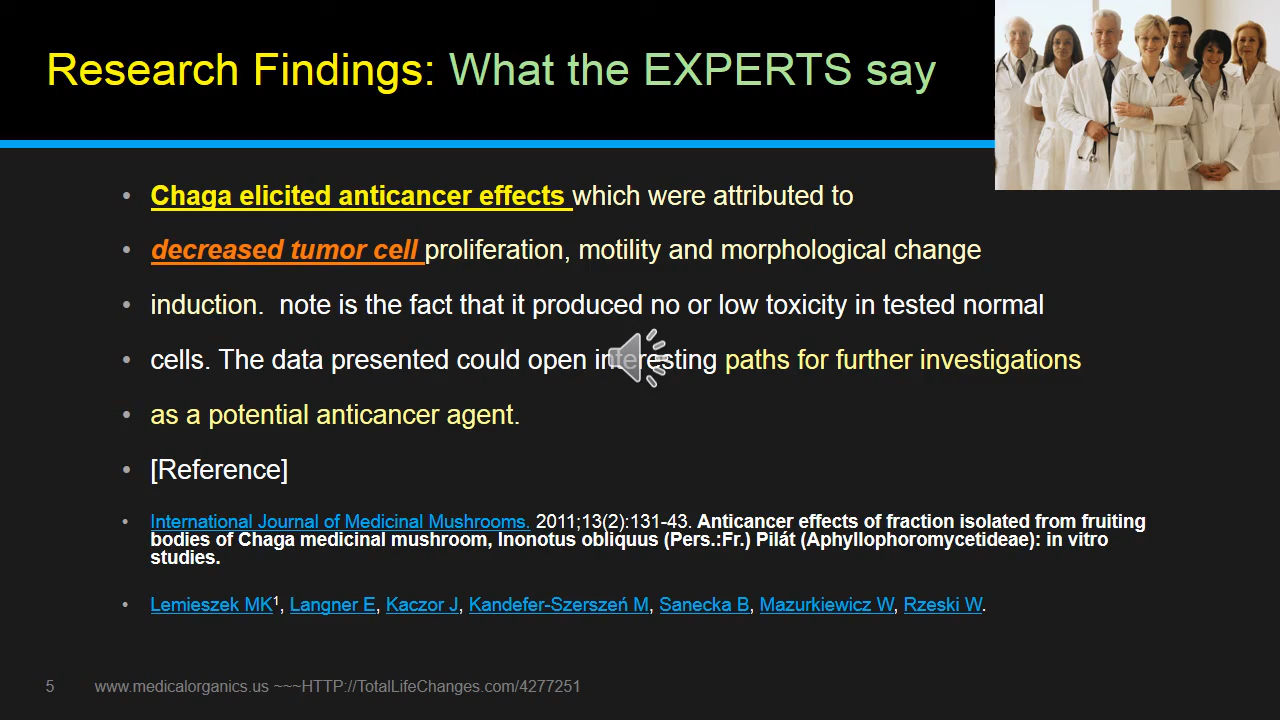 Research Findings: What the EXPERTS say
• Chaga elicited anticancer effects which were attributed to
• decreased tumor cell proliferation, motility and morphological change
• induction.  note is the fact that it produced no or low toxicity in tested normal
• cells. The data presented could open interesting paths for further investigations
• as a potential anticancer agent.
• [Reference]
• International Journal of Medicinal Mushrooms. 2011;13(2):131-43. Anticancer effects of fraction isolated from fruiting
bodies of Chaga medicinal mushroom, Inonotus obliquus (Pers.:Fr.) Pilát (Aphyllophoromycetideae): in vitro
studies.
• Lemieszek MK¹, Langner E, Kaczor J, Kandefer-Szerszeń M, Sanecka B, Mazurkiewicz W, Rzeski W.
5 www.medicalorganics.us ~~~HTTP://TotalLifeChanges.com/4277251